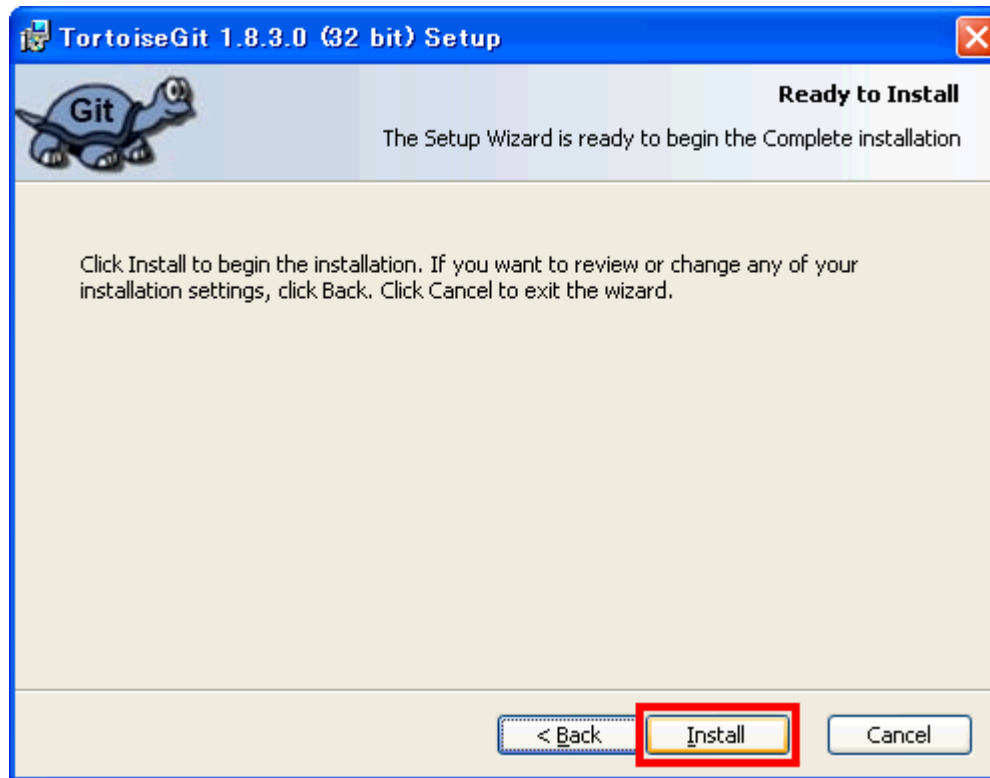 TortoiseGit 1.8.3.0 (32 bit) Setup
Git
Ready to Install
The Setup Wizard is ready to begin the Complete installation
Click Install to begin the installation. If you want to review or change any of your
installation settings, click Back. Click Cancel to exit the wizard.
< Back
Install
Cancel